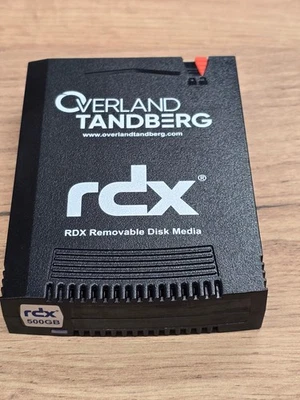 OVERLAND
TANDBERG
www.overlandtandberg.com
rdx®
RDX Removable Disk Media
rdx
500GB